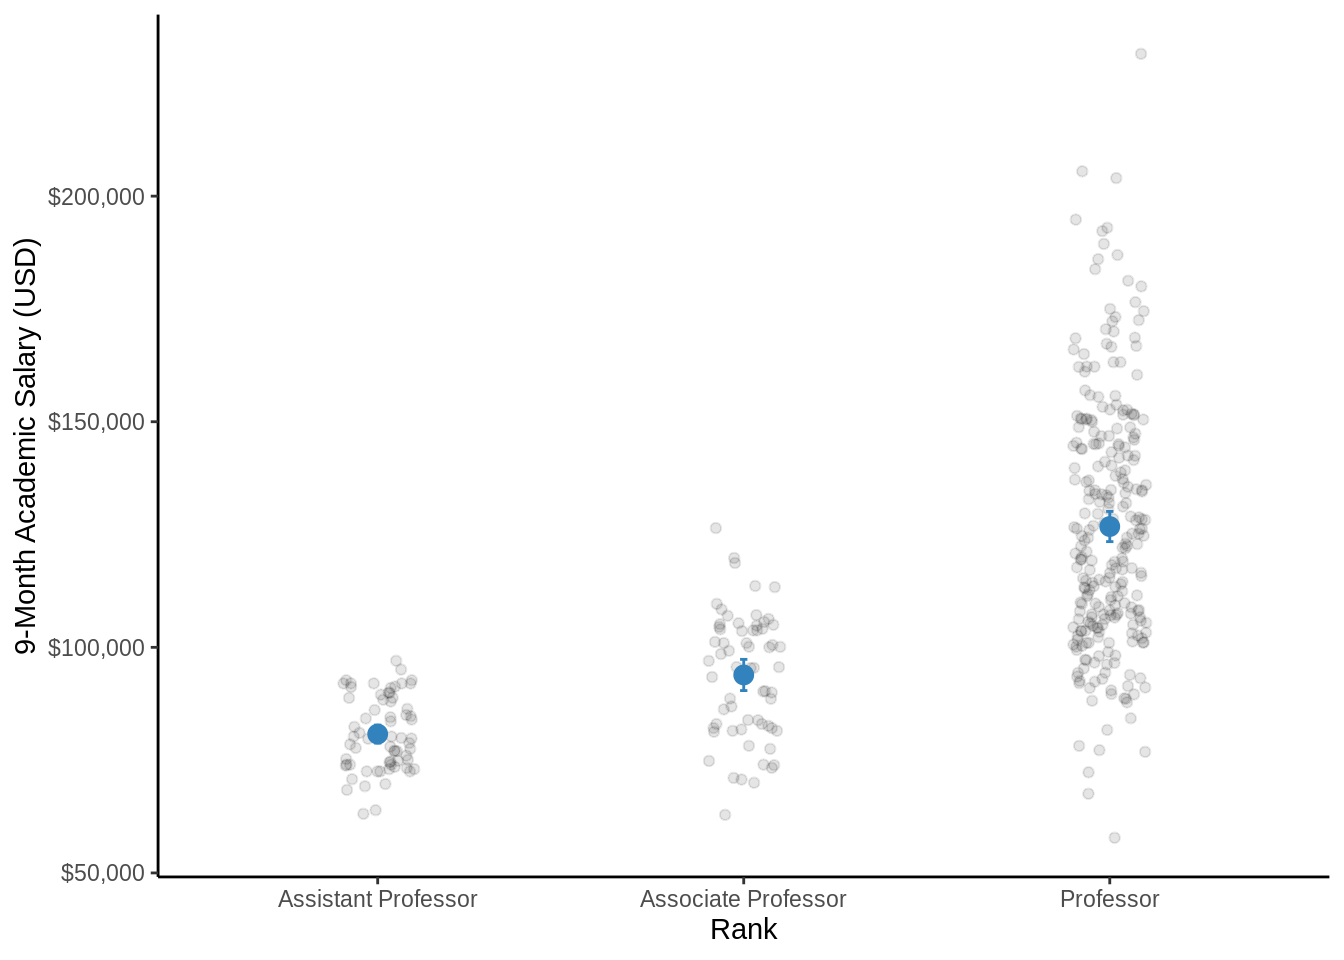 9-Month Academic Salary (USD)
$200,000
$150,000
$100,000
$50,000
Assistant Professor
Associate Professor
Professor
Rank